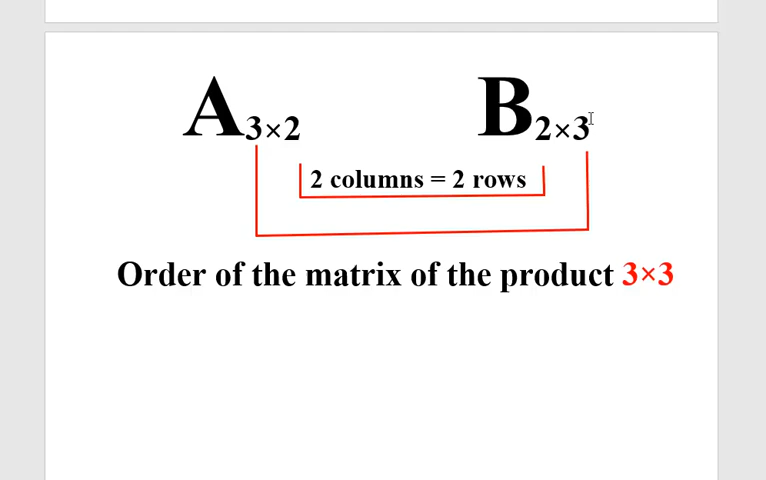 A3×2 B2×3
2 columns = 2 rows
Order of the matrix of the product 3×3